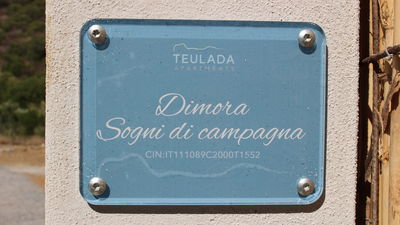 TEULADA
APARTMENTS
Dimora
Sogni di campagna
CIN:IT111089C2000T1552